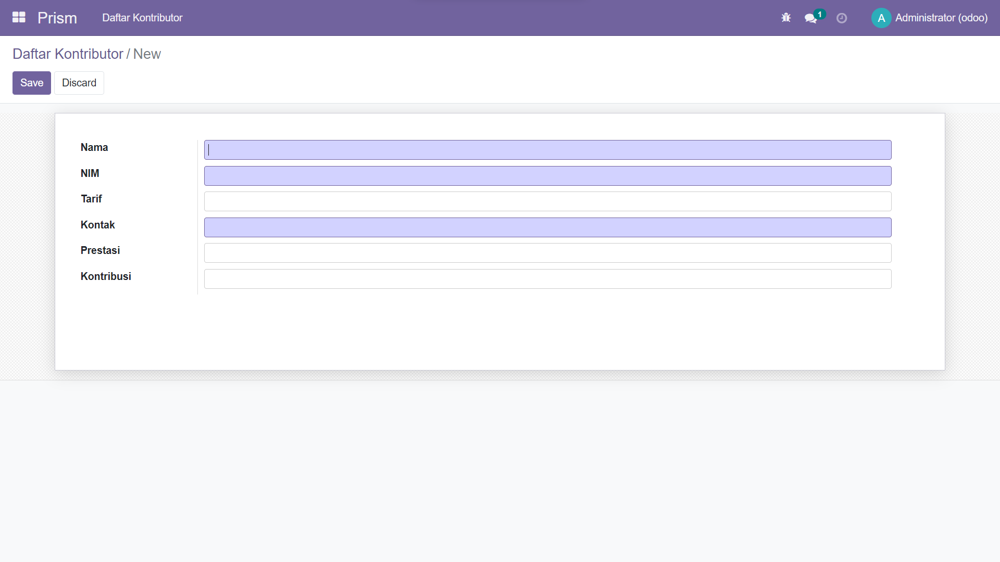 Prism Daftar Kontributor 1 A Administrator (odoo)
Daftar Kontributor / New
Save Discard
Nama
NIM
Tarif
Kontak
Prestasi
Kontribusi